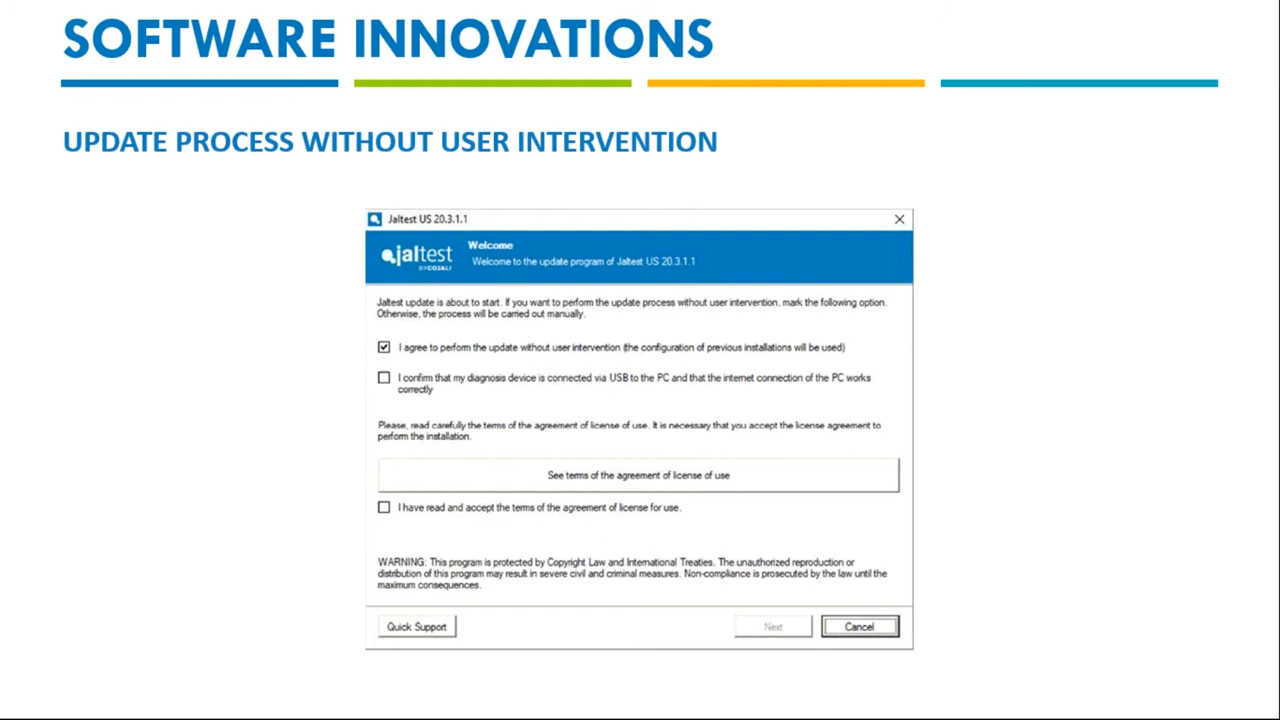 SOFTWARE INNOVATIONS
UPDATE PROCESS WITHOUT USER INTERVENTION
Jaltest US 20.3.1.1
jaltest
BY COJALI
Welcome
Welcome to the update program of Jaltest US 20.3.1.1
Jaltest update is about to start. If you want to perform the update process without user intervention, mark the following option.
Otherwise, the process will be carried out manually.
I agree to perform the update without user intervention (the configuration of previous installations will be used)
I confirm that my diagnosis device is connected via USB to the PC and that the internet connection of the PC works
correctly
Please, read carefully the terms of the agreement of license of use. It is necessary that you accept the license agreement to
perform the installation.
See terms of the agreement of license of use
I have read and accept the terms of the agreement of license for use.
WARNING: This program is protected by Copyright Law and International Treaties. The unauthorized reproduction or
distribution of this program may result in severe civil and criminal measures. Non-compliance is prosecuted by the law until the
maximum consequences.
Quick Support
Next
Cancel